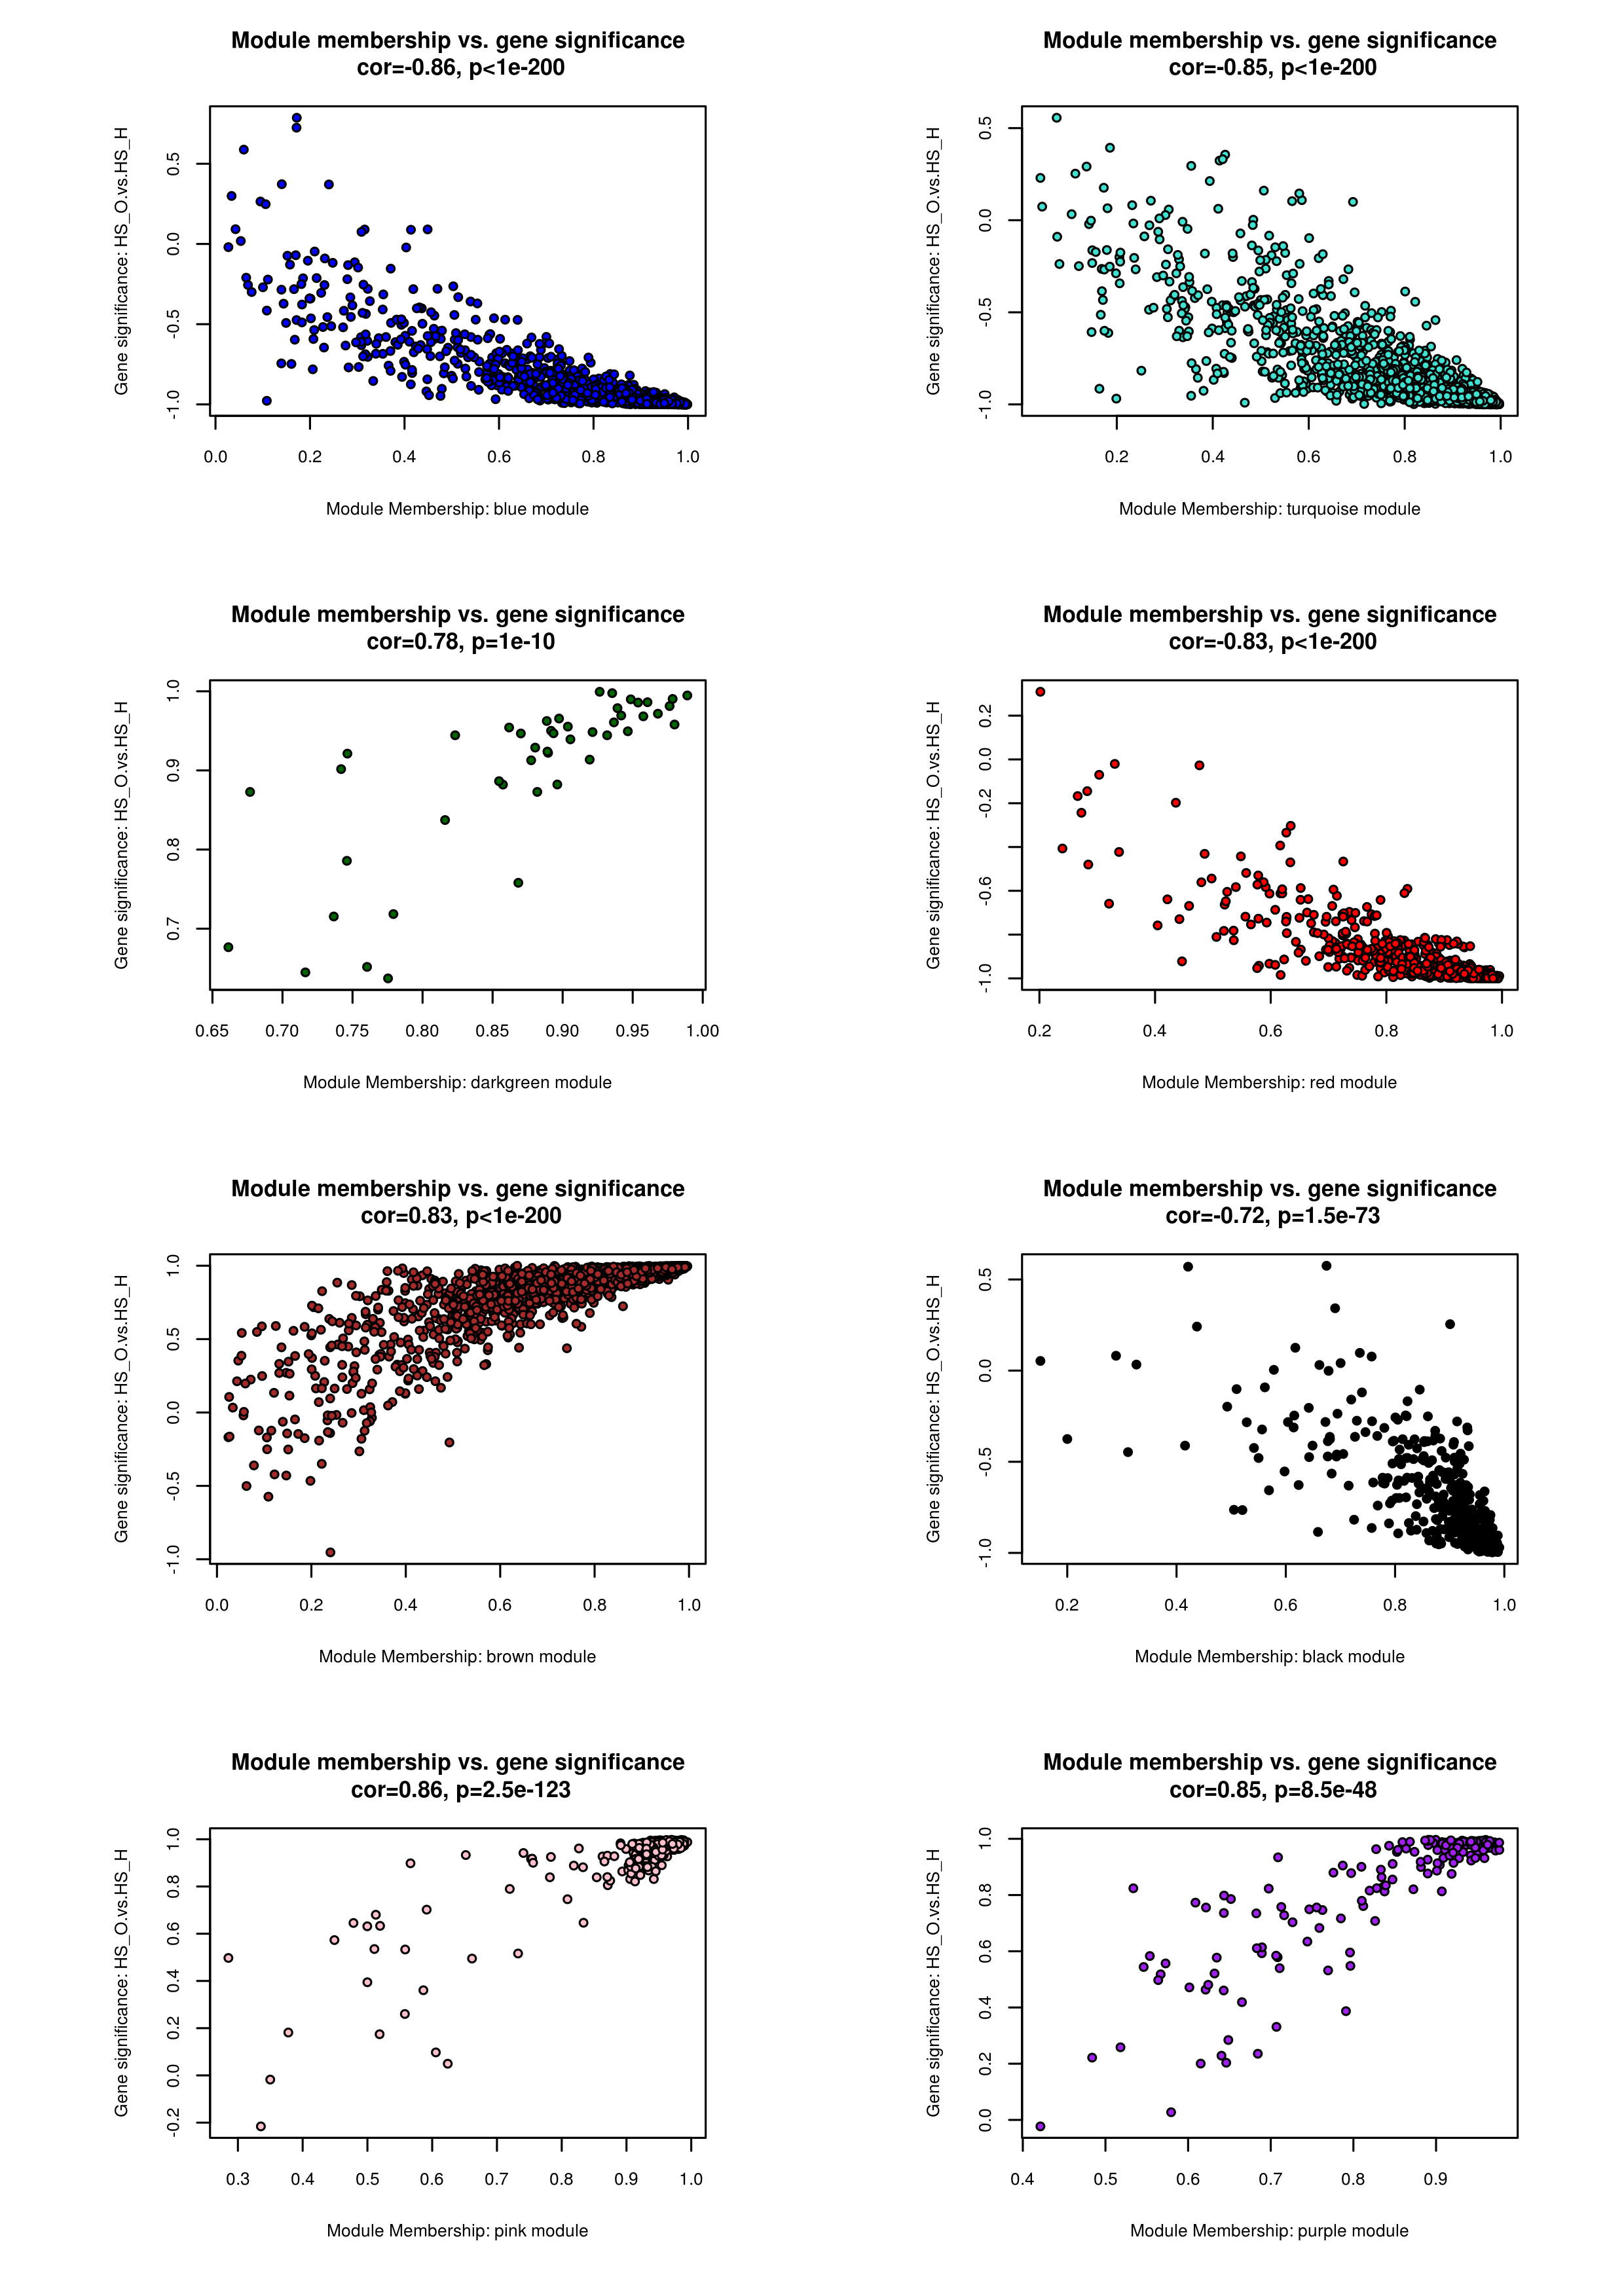 Module membership vs. gene significance
cor=-0.86, p<1e-200
Gene significance: HS_O.vs.HS_H
0.5
0.0
-0.5
-1.0
0.0 0.2 0.4 0.6 0.8 1.0
Module Membership: blue module
Module membership vs. gene significance
cor=-0.85, p<1e-200
Gene significance: HS_O.vs.HS_H
0.5
0.0
-0.5
-1.0
0.2 0.4 0.6 0.8 1.0
Module Membership: turquoise module
Module membership vs. gene significance
cor=0.78, p=1e-10
Gene significance: HS_O.vs.HS_H
1.0
0.9
0.8
0.7
0.65 0.70 0.75 0.80 0.85 0.90 0.95 1.00
Module Membership: darkgreen module
Module membership vs. gene significance
cor=-0.83, p<1e-200
Gene significance: HS_O.vs.HS_H
0.2
0.0
-0.2
-0.6
-1.0
0.2 0.4 0.6 0.8 1.0
Module Membership: red module
Module membership vs. gene significance
cor=0.83, p<1e-200
Gene significance: HS_O.vs.HS_H
1.0
0.5
0.0
-0.5
-1.0
0.0 0.2 0.4 0.6 0.8 1.0
Module Membership: brown module
Module membership vs. gene significance
cor=-0.72, p=1.5e-73
Gene significance: HS_O.vs.HS_H
0.5
0.0
-0.5
-1.0
0.2 0.4 0.6 0.8 1.0
Module Membership: black module
Module membership vs. gene significance
cor=0.86, p=2.5e-123
Gene significance: HS_O.vs.HS_H
1.0
0.8
0.6
0.4
0.2
0.0
-0.2
0.3 0.4 0.5 0.6 0.7 0.8 0.9 1.0
Module Membership: pink module
Module membership vs. gene significance
cor=0.85, p=8.5e-48
Gene significance: HS_O.vs.HS_H
1.0
0.8
0.6
0.4
0.2
0.0
0.4 0.5 0.6 0.7 0.8 0.9
Module Membership: purple module